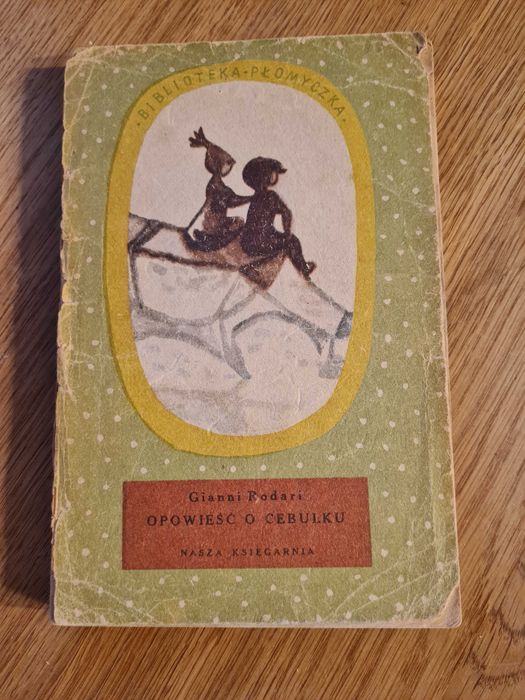 ·BIBLIOTEKA·PŁOMYCZKA·
Gianni Rodari
OPOWIEŚĆ O CEBULKU
NASZA KSIĘGARNIA